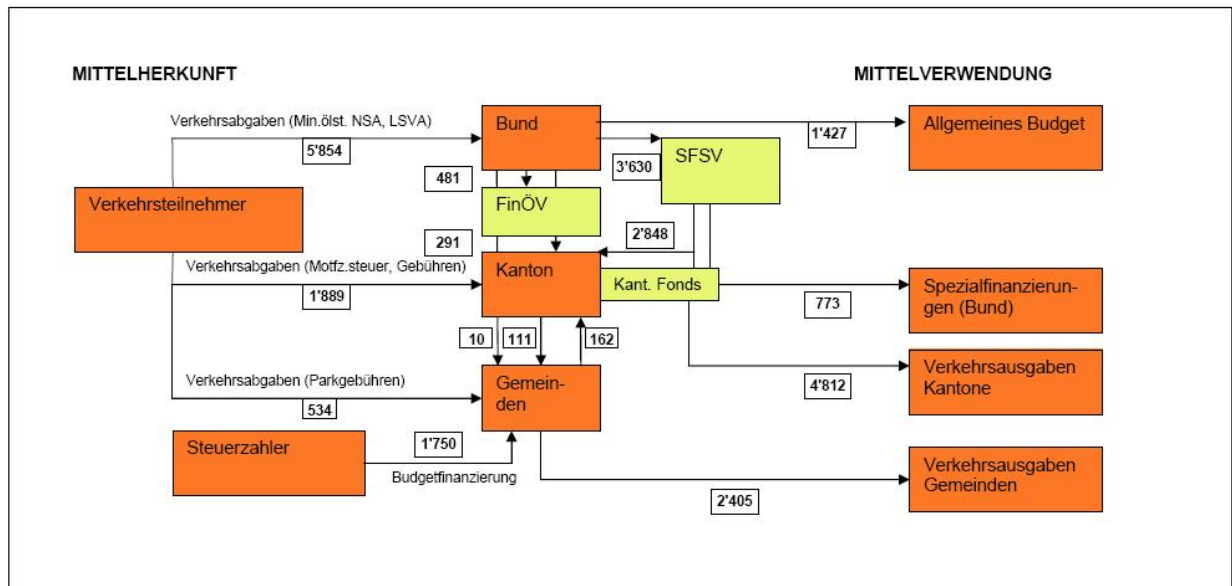 MITTELHERKUNFT
MITTELVERWENDUNG
Verkehrsabgaben (Min.ölst. NSA, LSVA)
5'854
Bund
1'427
Allgemeines Budget
481
3'630
SFSV
Verkehrsteilnehmer
FinÖV
291
2'848
Verkehrsabgaben (Motfz.steuer, Gebühren)
1'889
Kanton
Kant. Fonds
773
Spezialfinanzierun-
gen (Bund)
10
111
162
Verkehrsabgaben (Parkgebühren)
534
Gemein-
den
4'812
Verkehrsausgaben
Kantone
Steuerzahler
1'750
Budgetfinanzierung
2'405
Verkehrsausgaben
Gemeinden